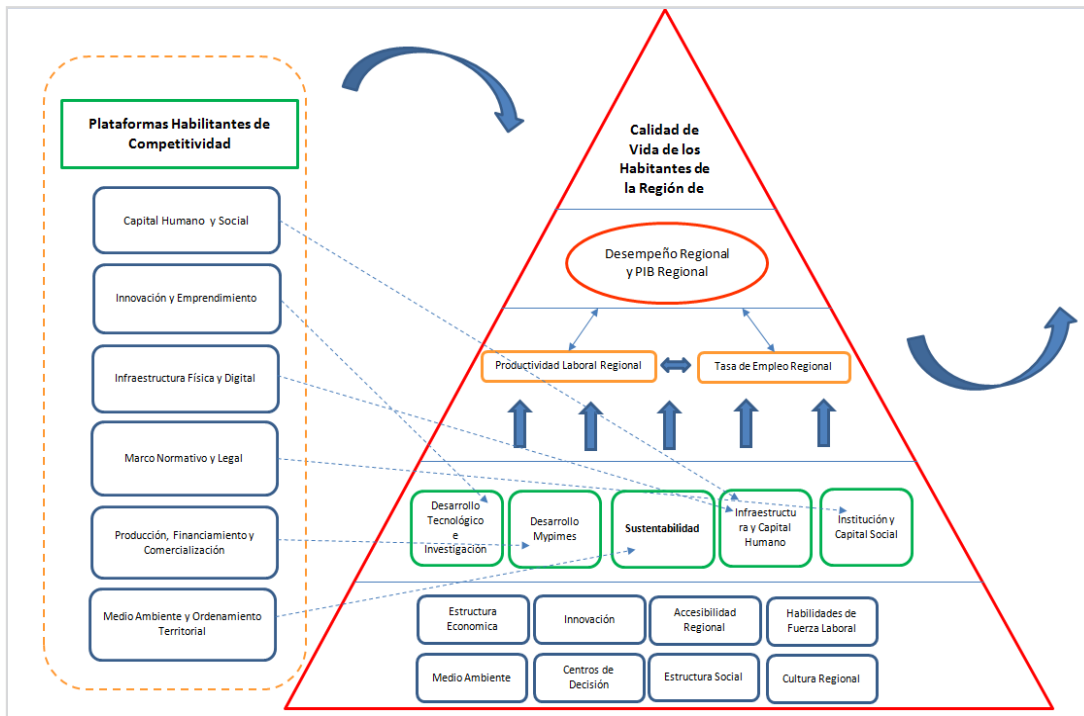 Plataformas Habilitantes de
Competitividad
Capital Humano y Social
Innovación y Emprendimiento
Infraestructura Física y Digital
Marco Normativo y Legal
Producción, Financiamiento y
Comercialización
Medio Ambiente y Ordenamiento
Territorial
Calidad de
Vida de los
Habitantes de
la Región de
Desempeño Regional
y PIB Regional
Productividad Laboral Regional
Tasa de Empleo Regional
Desarrollo
Tecnológico
e
Investigación
Desarrollo
Mypimes
Sustentabilidad
Infraestructu
ra y Capital
Humano
Institución y
Capital Social
Estructura
Economica
Innovación
Accesibilidad
Regional
Habilidades de
Fuerza Laboral
Medio Ambiente
Centros de
Decisión
Estructura Social
Cultura Regional